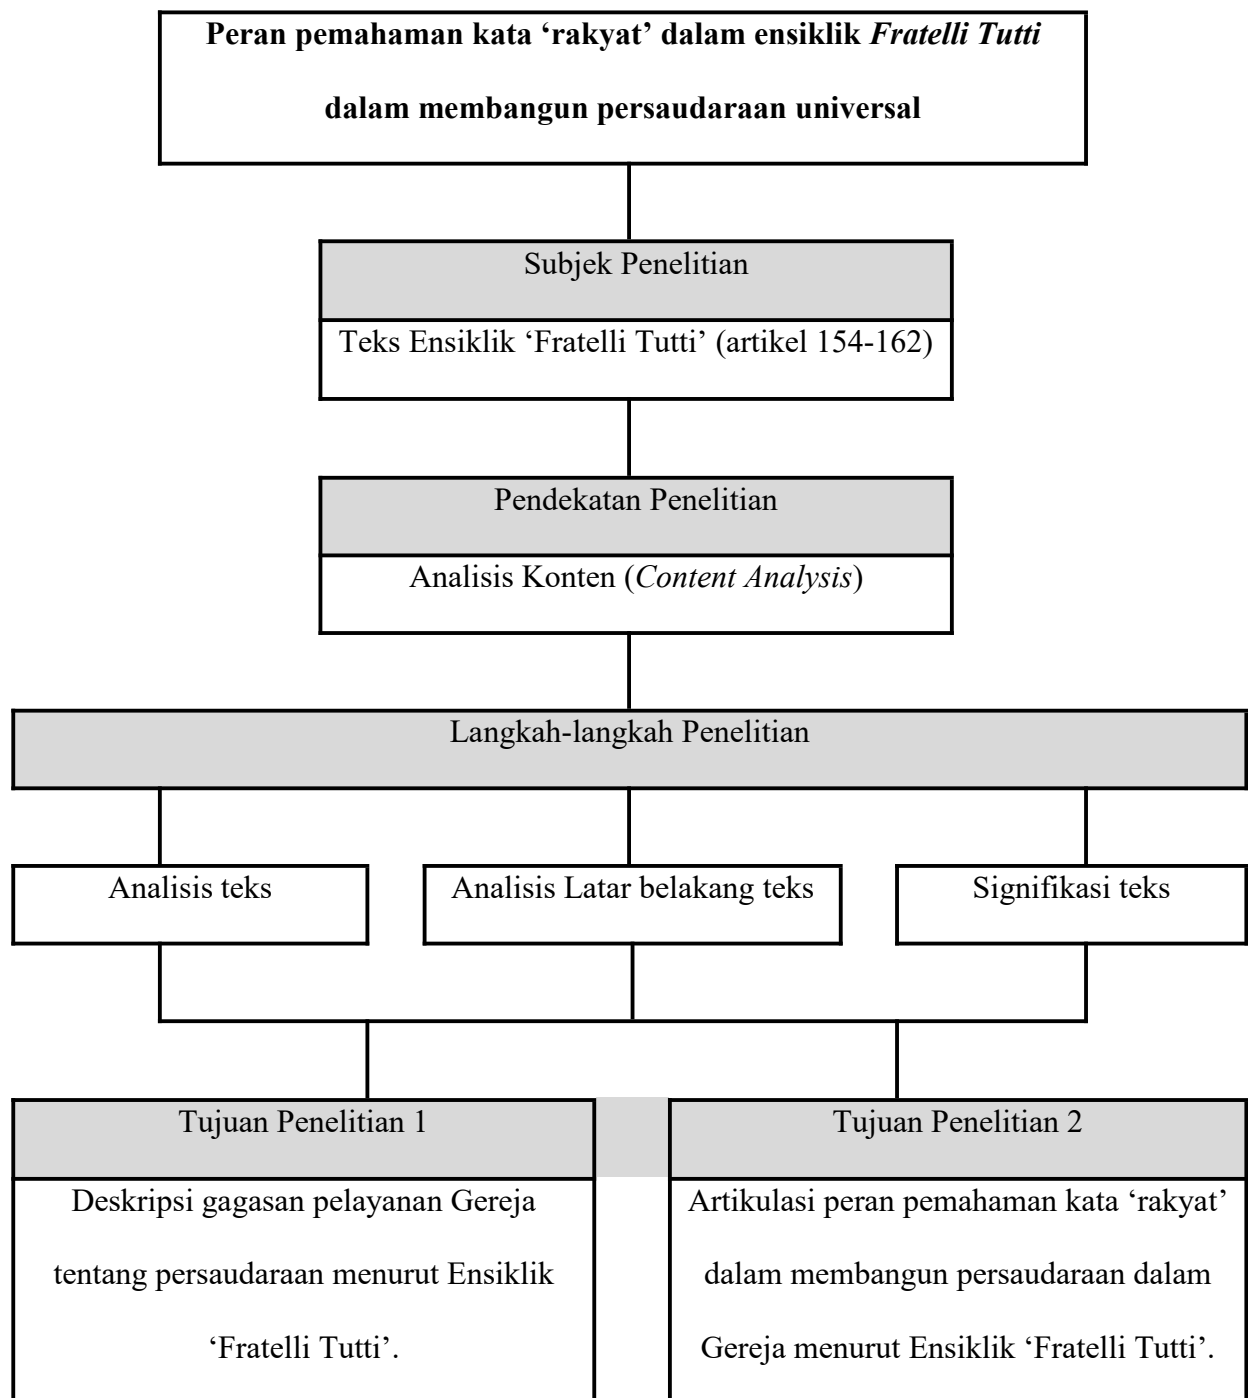 Peran pemahaman kata ‘rakyat’ dalam ensiklik Fratelli Tutti
dalam membangun persaudaraan universal
Subjek Penelitian
Teks Ensiklik ‘Fratelli Tutti’ (artikel 154-162)
Pendekatan Penelitian
Analisis Konten (Content Analysis)
Langkah-langkah Penelitian
Analisis teks
Analisis Latar belakang teks
Signifikasi teks
Tujuan Penelitian 1
Deskripsi gagasan pelayanan Gereja
tentang persaudaraan menurut Ensiklik
‘Fratelli Tutti’.
Tujuan Penelitian 2
Artikulasi peran pemahaman kata ‘rakyat’
dalam membangun persaudaraan dalam
Gereja menurut Ensiklik ‘Fratelli Tutti’.